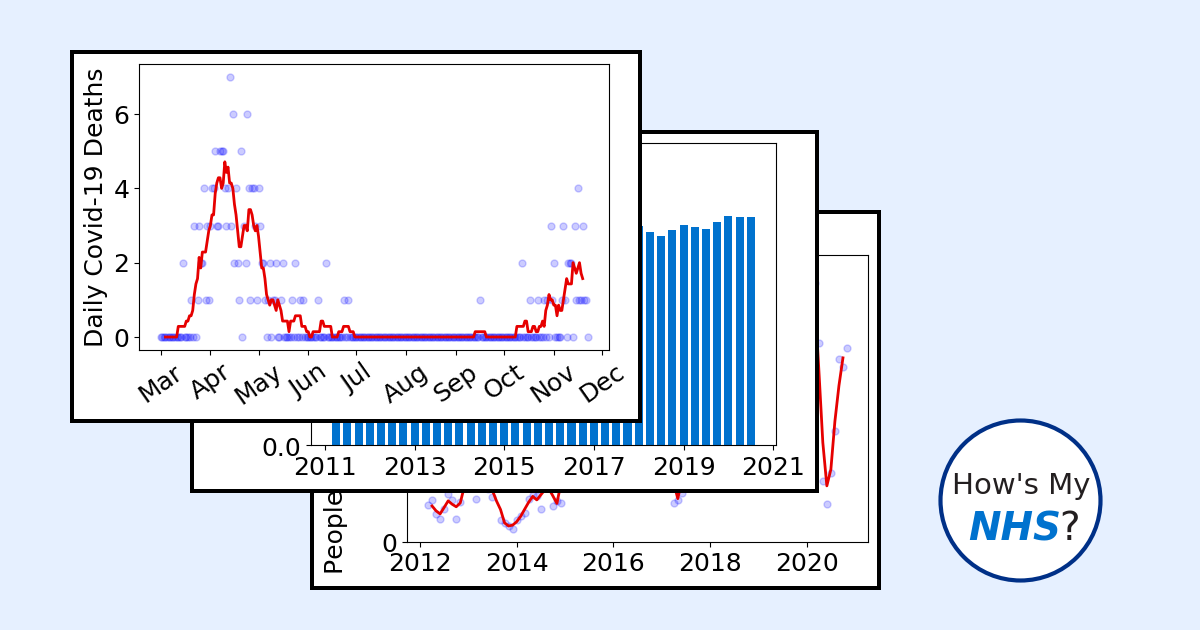 Daily Covid-19 Deaths
6
4
2
0
Mar Apr May Jun Jul Aug Sep Oct Nov Dec
0.0
2011 2013 2015 2017 2019 2021
People
0
2012 2014 2016 2018 2020
How's My
NHS?